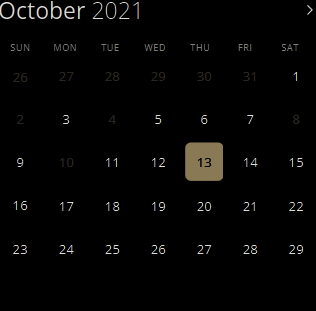 October 2021
SUN MON TUE WED THU FRI SAT
26 27 28 29 30 31 1
2 3 4 5 6 7 8
9 10 11 12 13 14 15
16 17 18 19 20 21 22
23 24 25 26 27 28 29